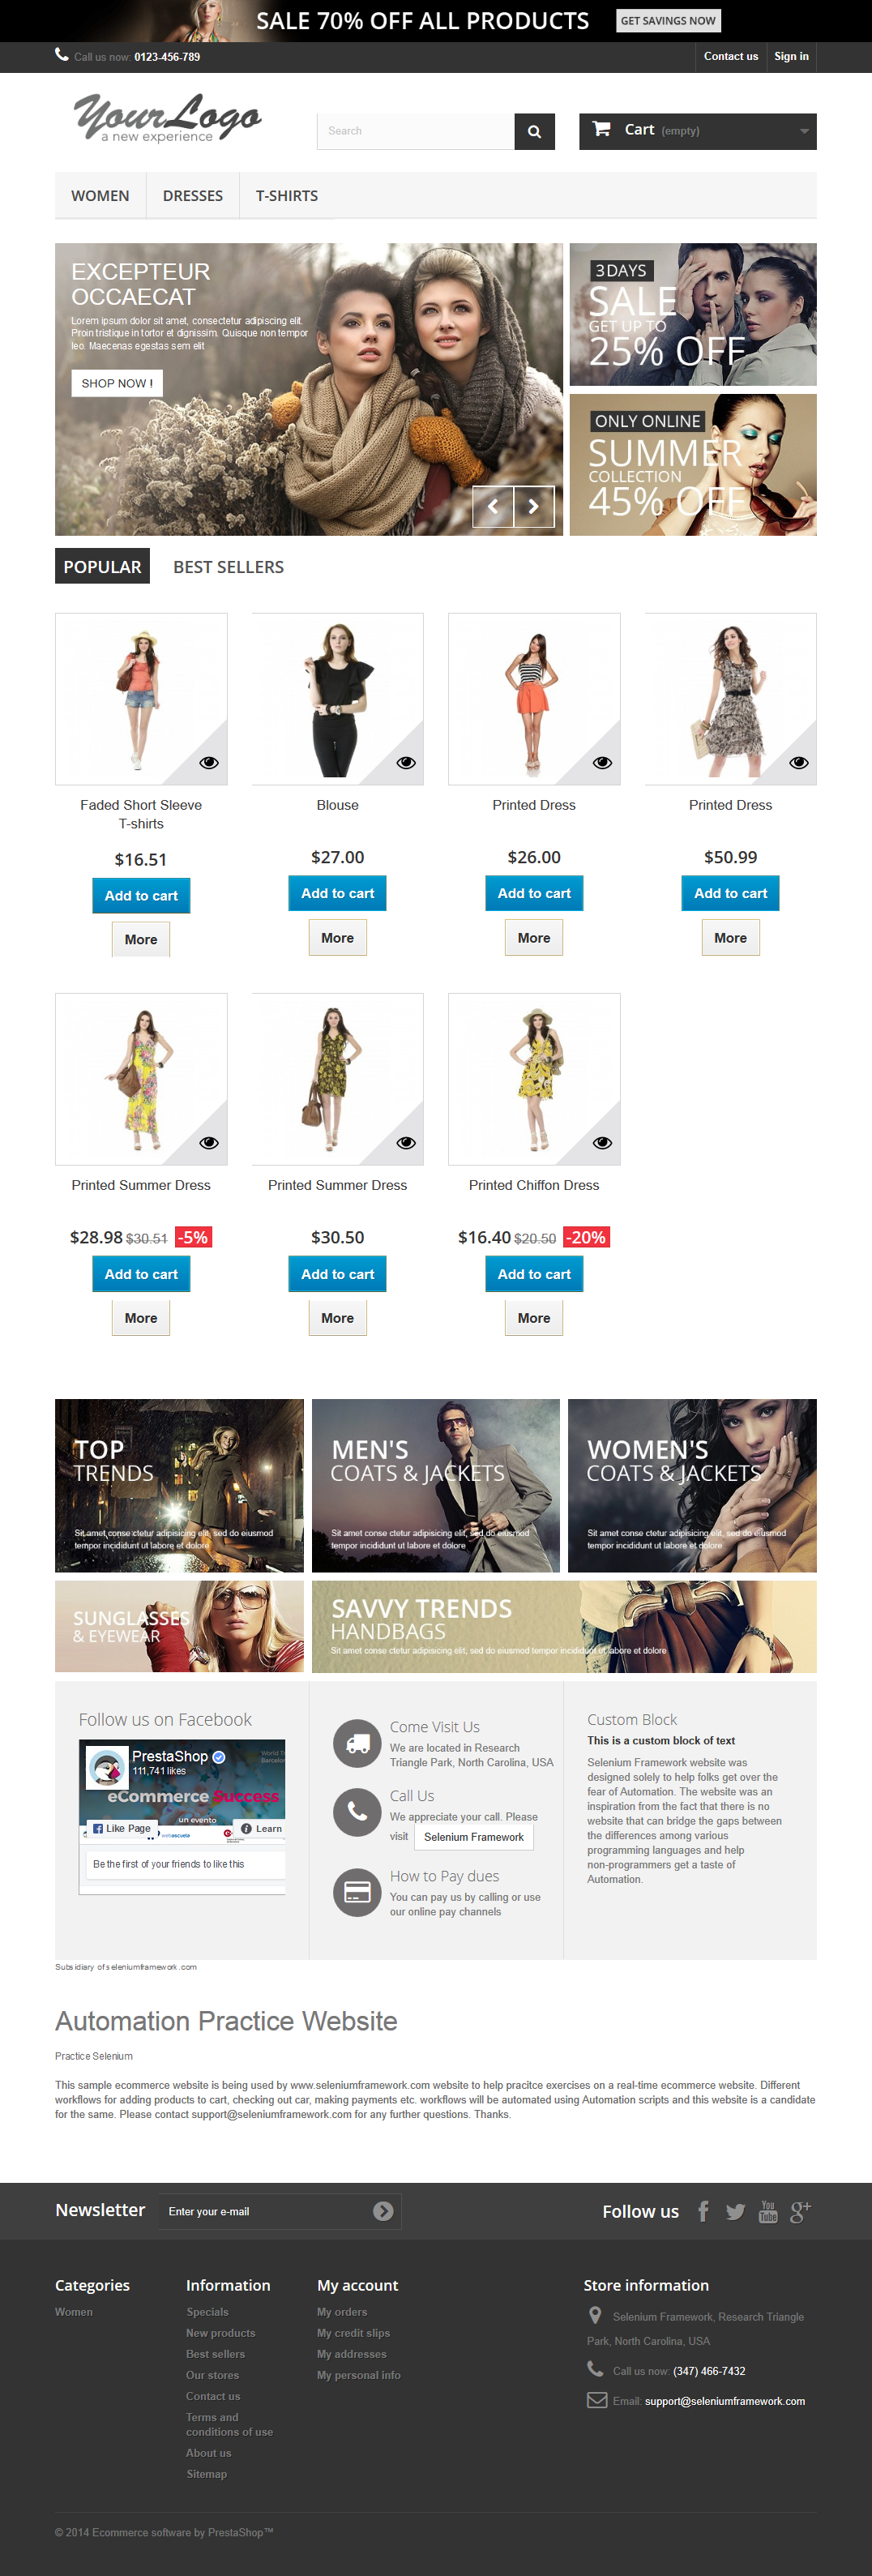 SALE 70% OFF ALL PRODUCTS
GET SAVINGS NOW
Call us now: 0123-456-789
Contact us
Sign in
YourLogo
a new experience
Search
Cart (empty)
WOMEN
DRESSES
T-SHIRTS
EXCEPTEUR
OCCAECAT
Lorem ipsum dolor sit amet, consectetur adipiscing elit.
Proin tristique in tortor et dignissim. Quisque non tempor
leo. Maecenas egestas sem elit
SHOP NOW !
3DAYS
SALE
GET UP TO
25% OFF
ONLY ONLINE
SUMMER
COLLECTION
45% OFF
POPULAR
BEST SELLERS
Faded Short Sleeve
T-shirts
$16.51
Add to cart
More
Blouse
$27.00
Add to cart
More
Printed Dress
$26.00
Add to cart
More
Printed Dress
$50.99
Add to cart
More
Printed Summer Dress
$28.98 $30.51 -5%
Add to cart
More
Printed Summer Dress
$30.50
Add to cart
More
Printed Chiffon Dress
$16.40 $20.50 -20%
Add to cart
More
TOP
TRENDS
Sit amet conse ctetur adipisicing elit, sed do eiusmod
tempor incididunt ut labore et dolore
MEN'S
COATS & JACKETS
Sit amet conse ctetur adipisicing elit, sed do eiusmod
tempor incididunt ut labore et dolore
WOMEN'S
COATS & JACKETS
Sit amet conse ctetur adipisicing elit, sed do eiusmod
tempor incididunt ut labore et dolore
SUNGLASSES
& EYEWEAR
SAVVY TRENDS
HANDBAGS
Sit amet conse ctetur adipisicing elit, sed do eiusmod tempor incididunt ut labore et dolore
Follow us on Facebook
PrestaShop
111,741 likes
eCommerce Success
un evento
webescuela
Like Page
Learn
Be the first of your friends to like this
Come Visit Us
We are located in Research
Triangle Park, North Carolina, USA
Call Us
We appreciate your call. Please
visit Selenium Framework
How to Pay dues
You can pay us by calling or use
our online pay channels
Custom Block
This is a custom block of text
Selenium Framework website was
designed solely to help folks get over the
fear of Automation. The website was an
inspiration from the fact that there is no
website that can bridge the gaps between
the differences among various
programming languages and help
non-programmers get a taste of
Automation.
Subsidiary of seleniumframework.com
Automation Practice Website
Practice Selenium
This sample ecommerce website is being used by www.seleniumframework.com website to help pracitce exercises on a real-time ecommerce website. Different
workflows for adding products to cart, checking out car, making payments etc. workflows will be automated using Automation scripts and this website is a candidate
for the same. Please contact support@seleniumframework.com for any further questions. Thanks.
Newsletter
Enter your e-mail
Follow us
Categories
Women
Information
Specials
New products
Best sellers
Our stores
Contact us
Terms and
conditions of use
About us
Sitemap
My account
My orders
My credit slips
My addresses
My personal info
Store information
Selenium Framework, Research Triangle
Park, North Carolina, USA
Call us now: (347) 466-7432
Email: support@seleniumframework.com
© 2014 Ecommerce software by PrestaShop™